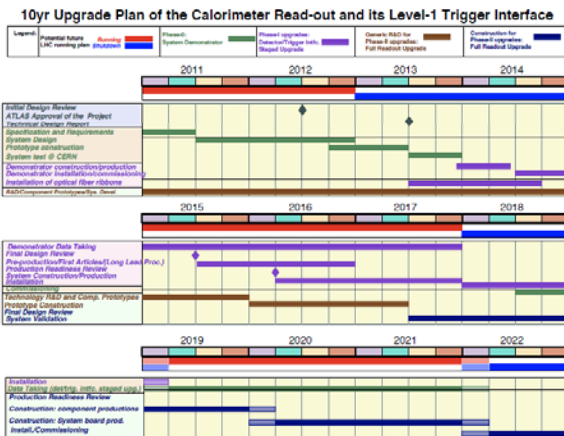 10yr Upgrade Plan of the Calorimeter Read-out and its Level-1 Trigger Interface
Legend:
Potential future Running
LHC running plan Shutdown
Phase0:
System Demonstrator
PhaseI upgrades:
Detector/Trigger Intf.:
Staged Upgrade
Generic R&D for
Phase-II upgrades:
Full Readout Upgrade
Construction for
Phase-II upgrades:
Full Readout Upgrade
2011 2012 2013 2014
Initial Design Review
ATLAS Approval of the Project
Technical Design Report
Specification and Requirements
System Design
Prototype construction
System test @ CERN
Demonstrator construction/production
Demonstrator installation/commissioning
Installation of optical fiber ribbons
R&D/Component Prototypes/Sys. Devel
2015 2016 2017 2018
Demonstrator Data Taking
Final Design Review
Pre-production/First Articles/(Long Lead Proc.)
Production Readiness Review
System Construction/Production
Installation
Commissioning
Technology R&D and Comp. Prototypes
Prototype Construction
Final Design Review
System Validation
2019 2020 2021 2022
Installation
Data Taking (det/trig. intfc. staged upg.)
Production Readiness Review
Construction: component productions
Construction: System board prod.
Install./Commissioning